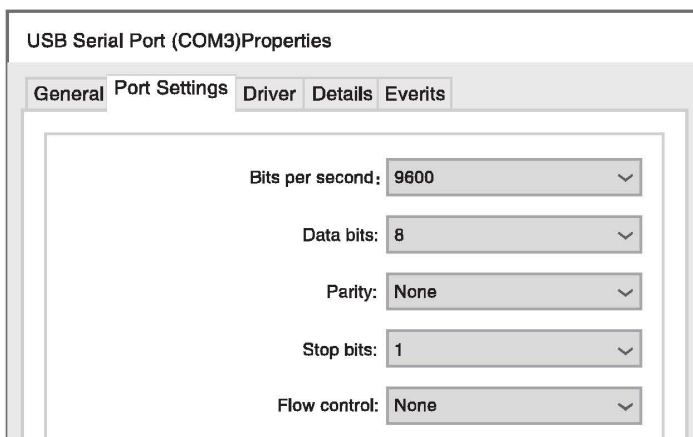 USB Serial Port (COM3)Properties
General Port Settings Driver Details Everits
Bits per second: 9600
Data bits: 8
Parity: None
Stop bits: 1
Flow control: None